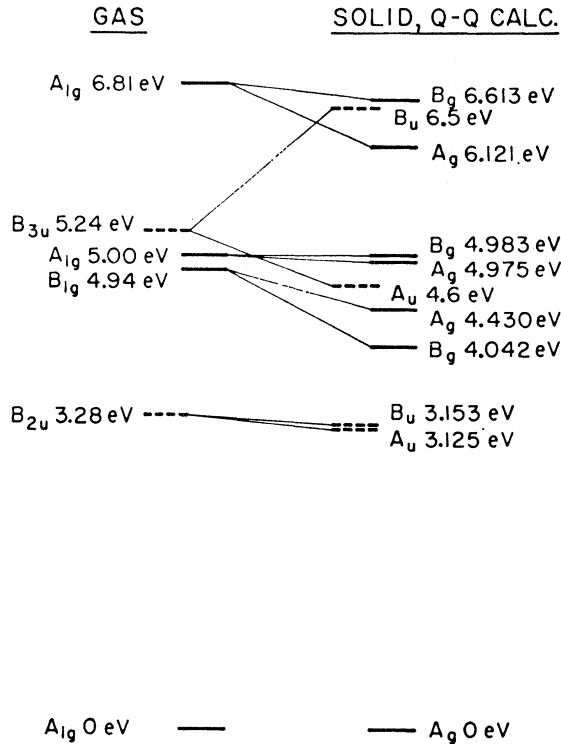 GAS SOLID, Q-Q CALC.
A1g 6.81 eV
Bg 6.613 eV
Bu 6.5 eV
Ag 6.121 eV
B3u 5.24 eV
A1g 5.00 eV
B1g 4.94 eV
Bg 4.983 eV
Ag 4.975 eV
Au 4.6 eV
Ag 4.430 eV
Bg 4.042 eV
B2u 3.28 eV
Bu 3.153 eV
Au 3.125 eV
A1g 0 eV
Ag 0 eV